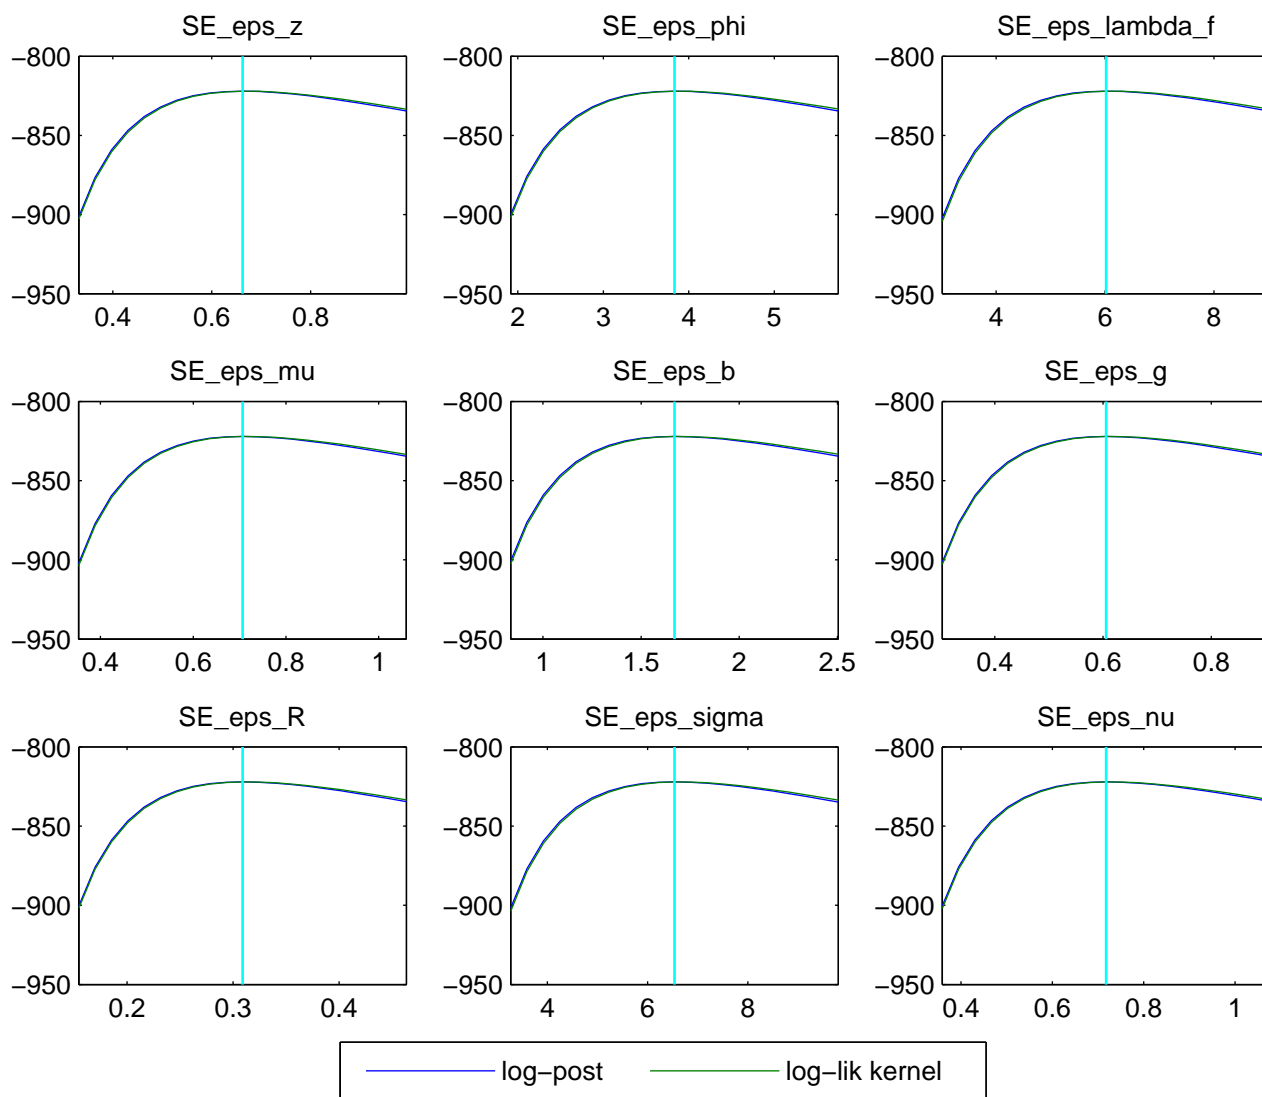 SE_eps_z
−800
−850
−900
−950
0.4 0.6 0.8
SE_eps_phi
−800
−850
−900
−950
2 3 4 5
SE_eps_lambda_f
−800
−850
−900
−950
4 6 8
SE_eps_mu
−800
−850
−900
−950
0.4 0.6 0.8 1
SE_eps_b
−800
−850
−900
−950
1 1.5 2 2.5
SE_eps_g
−800
−850
−900
−950
0.4 0.6 0.8
SE_eps_R
−800
−850
−900
−950
0.2 0.3 0.4
SE_eps_sigma
−800
−850
−900
−950
4 6 8
SE_eps_nu
−800
−850
−900
−950
0.4 0.6 0.8 1
log−post log−lik kernel